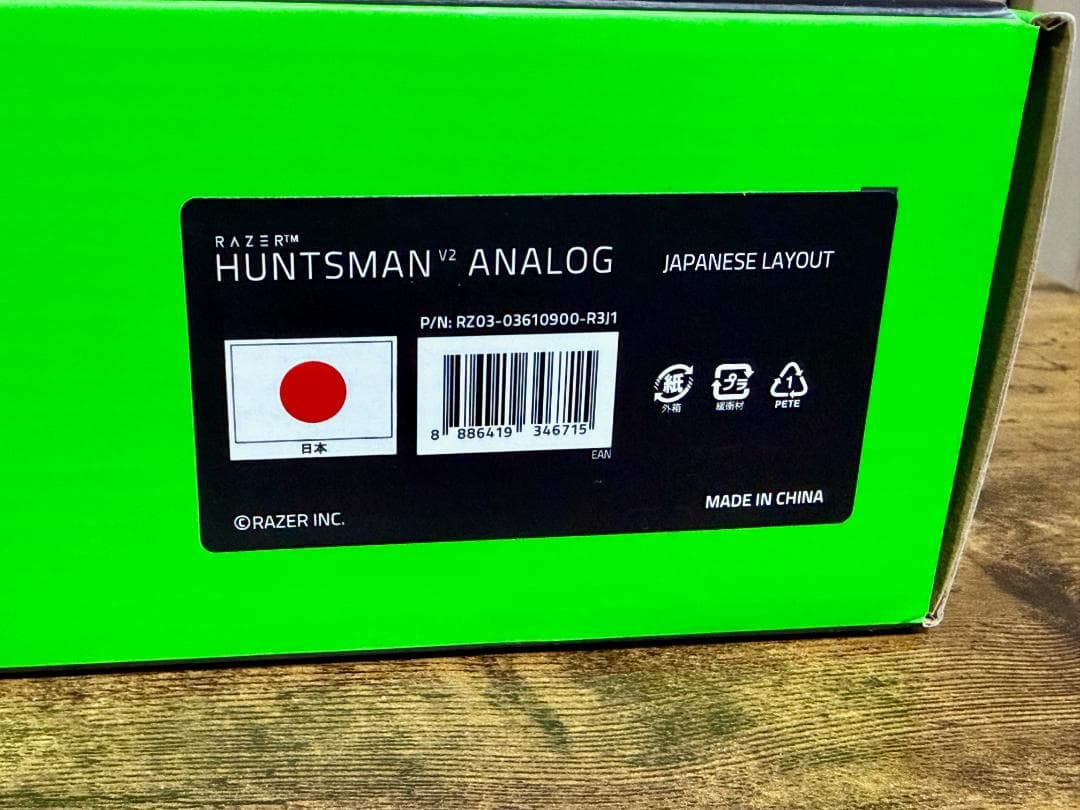 RAZER™
HUNTSMAN V2 ANALOG
JAPANESE LAYOUT
P/N: RZ03-03610900-R3J1
日本
8 886419 346715
EAN
紙
外箱
プラ
緩衝材
1
PETE
©RAZER INC.
MADE IN CHINA